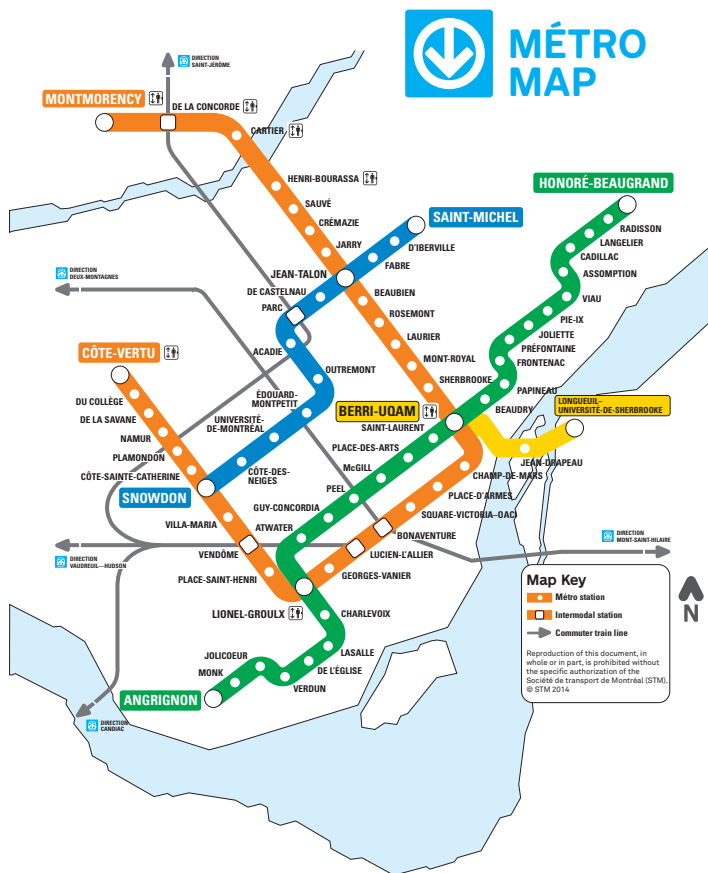 MÉTRO
MAP
DIRECTION
SAINT-JÉRÔME
MONTMORENCY
DE LA CONCORDE
CARTIER
HENRI-BOURASSA
SAUVÉ
CRÉMAZIE
JARRY
JEAN-TALON
HONORÉ-BEAUGRAND
RADISSON
LANGELIER
CADILLAC
ASSOMPTION
VIAU
PIE-IX
JOLIETTE
PRÉFONTAINE
FRONTENAC
PAPINEAU
BEAUDRY
SAINT-MICHEL
D'IBERVILLE
FABRE
DE CASTELNAU
PARC
ACADIE
OUTREMONT
ÉDOUARD-
MONTPETIT
UNIVERSITÉ-
DE-MONTRÉAL
CÔTE-DES-
NEIGES
SNOWDON
DIRECTION
DEUX-MONTAGNES
BEAUBIEN
ROSEMONT
LAURIER
MONT-ROYAL
SHERBROOKE
BERRI-UQAM
LONGUEUIL–
UNIVERSITÉ-DE-SHERBROOKE
JEAN-DRAPEAU
CHAMP-DE-MARS
PLACE-D'ARMES
SQUARE-VICTORIA–OACI
BONAVENTURE
LUCIEN-L'ALLIER
GEORGES-VANIER
SAINT-LAURENT
PLACE-DES-ARTS
McGILL
PEEL
GUY-CONCORDIA
ATWATER
CÔTE-VERTU
DU COLLÈGE
DE LA SAVANE
NAMUR
PLAMONDON
CÔTE-SAINTE-CATHERINE
VILLA-MARIA
VENDÔME
PLACE-SAINT-HENRI
LIONEL-GROULX
CHARLEVOIX
LASALLE
DE L'ÉGLISE
VERDUN
JOLICOEUR
MONK
ANGRIGNON
DIRECTION
VAUDREUIL—HUDSON
DIRECTION
CANDIAC
DIRECTION
MONT-SAINT-HILAIRE
Map Key
Métro station
Intermodal station
Commuter train line
Reproduction of this document, in
whole or in part, is prohibited without
the specific authorization of the
Société de transport de Montréal (STM).
© STM 2014
N